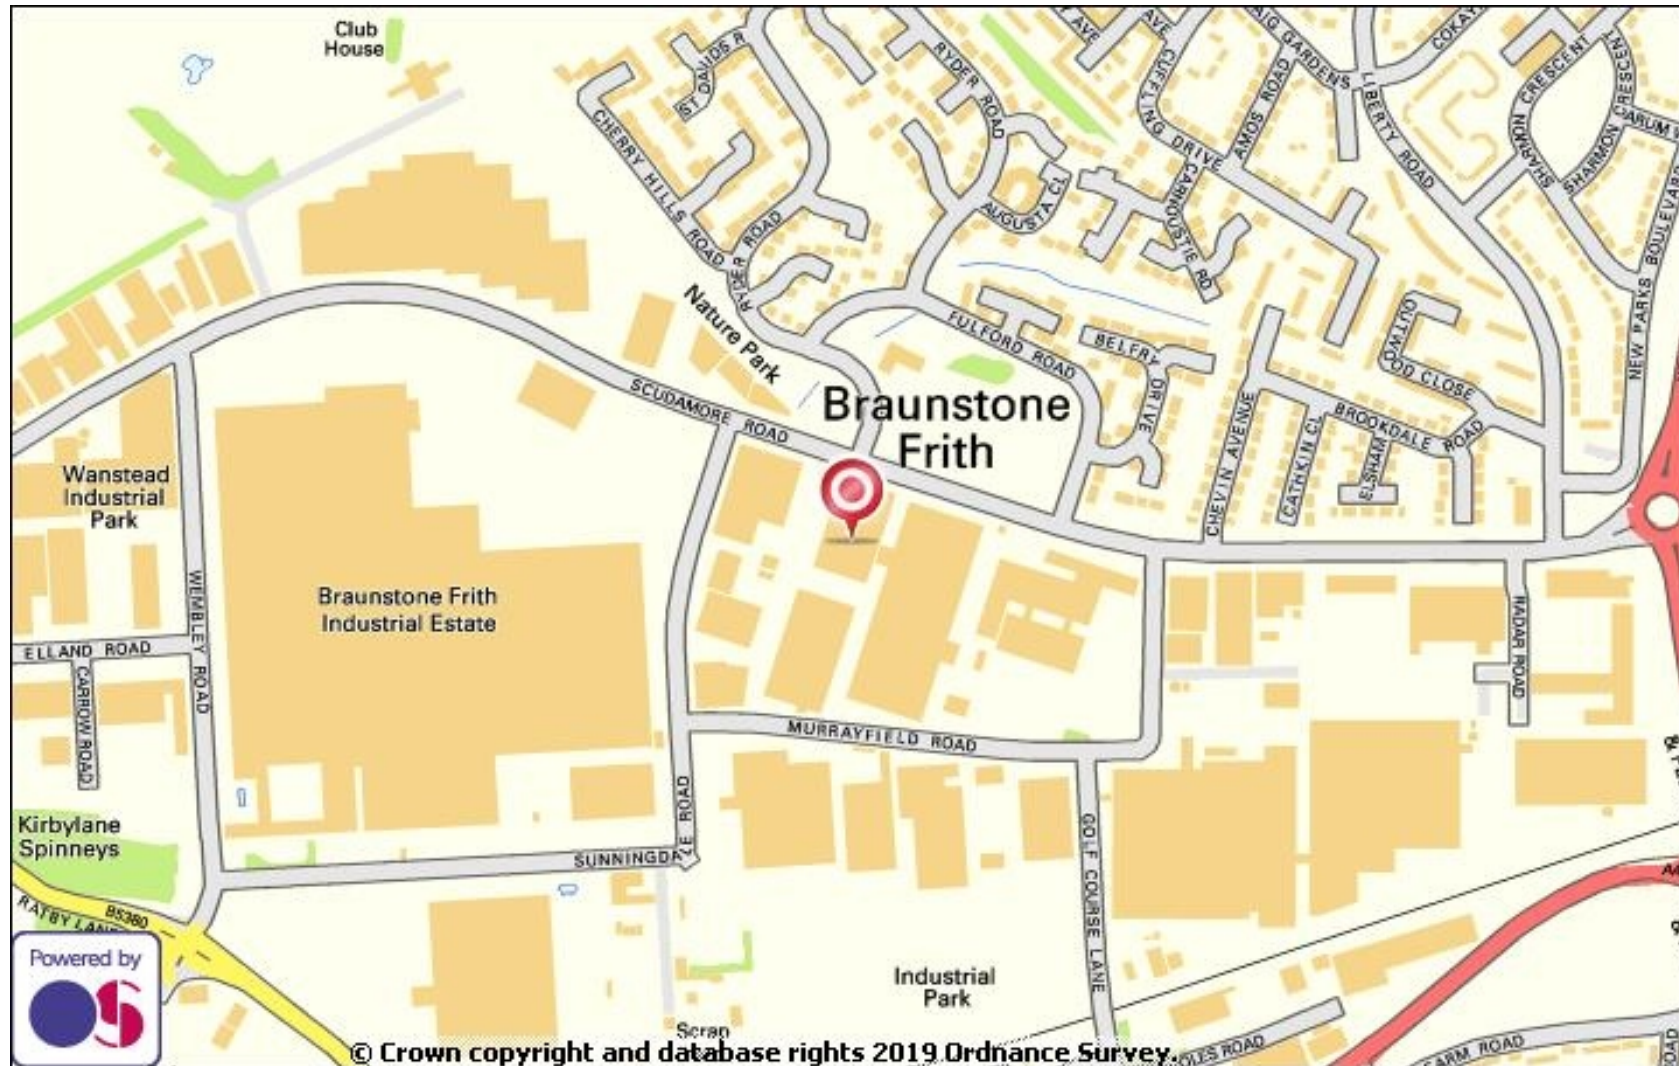 Club
House
ST DAVIDS R
RYDER ROAD
CHERRY HILLS ROAD
RYDER ROAD
AUGUSTA CL
CUFFLING DRIVE
AMOS ROAD
CARNOUSTIE RD
LIBERTY ROAD
SHARMON CRESCENT
SHARMON CRESCENT
NEW PARKS BOULEVARD
Nature Park
FULFORD ROAD
BELFRY DRIVE
OUTWOOD CLOSE
BROOKDALE ROAD
CHEVIN AVENUE
CATHKIN CL
ELSHAM
SCUDAMORE ROAD
Braunstone
Frith
Wanstead
Industrial
Park
Braunstone Frith
Industrial Estate
WEMBLEY ROAD
ELLAND ROAD
CARROW ROAD
RADAR ROAD
MURRAYFIELD ROAD
GOLF COURSE LANE
Kirbylane
Spinneys
SUNNINGDALE ROAD
B5380
RATBY LANE
Powered by
OS
Industrial
Park
Scrap
OLES ROAD
ARM ROAD
© Crown copyright and database rights 2019 Ordnance Survey.